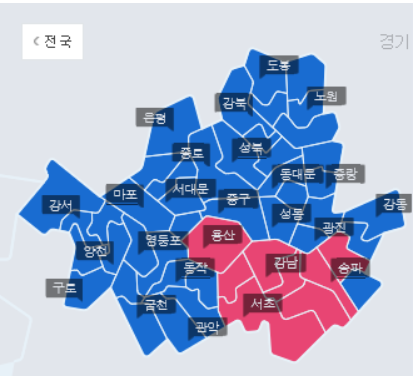 < 전국
경기
도봉
노원
강북
은평
성북
종로
동대문
중랑
서대문
마포
중구
강동
강서
성동
광진
용산
영등포
양천
강남
송파
동작
구로
서초
금천
관악